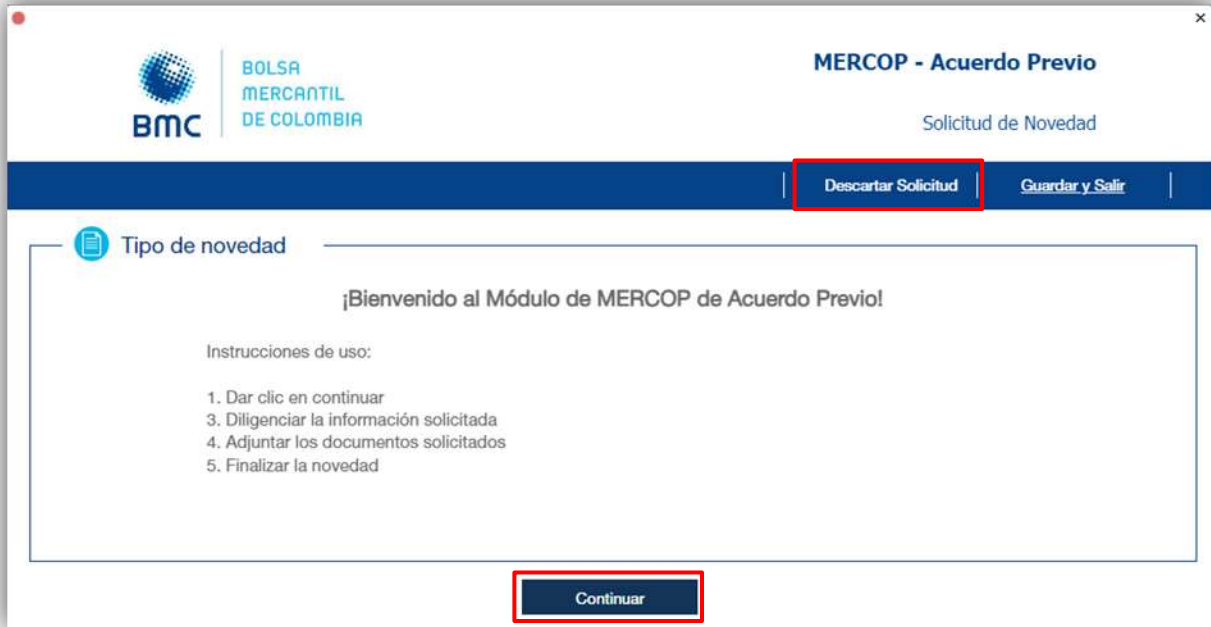 ×
BMC
BOLSA
MERCANTIL
DE COLOMBIA
MERCOP - Acuerdo Previo
Solicitud de Novedad
Descartar Solicitud
Guardar y Salir
Tipo de novedad
¡Bienvenido al Módulo de MERCOP de Acuerdo Previo!
Instrucciones de uso:
1. Dar clic en continuar
3. Diligenciar la información solicitada
4. Adjuntar los documentos solicitados
5. Finalizar la novedad
Continuar